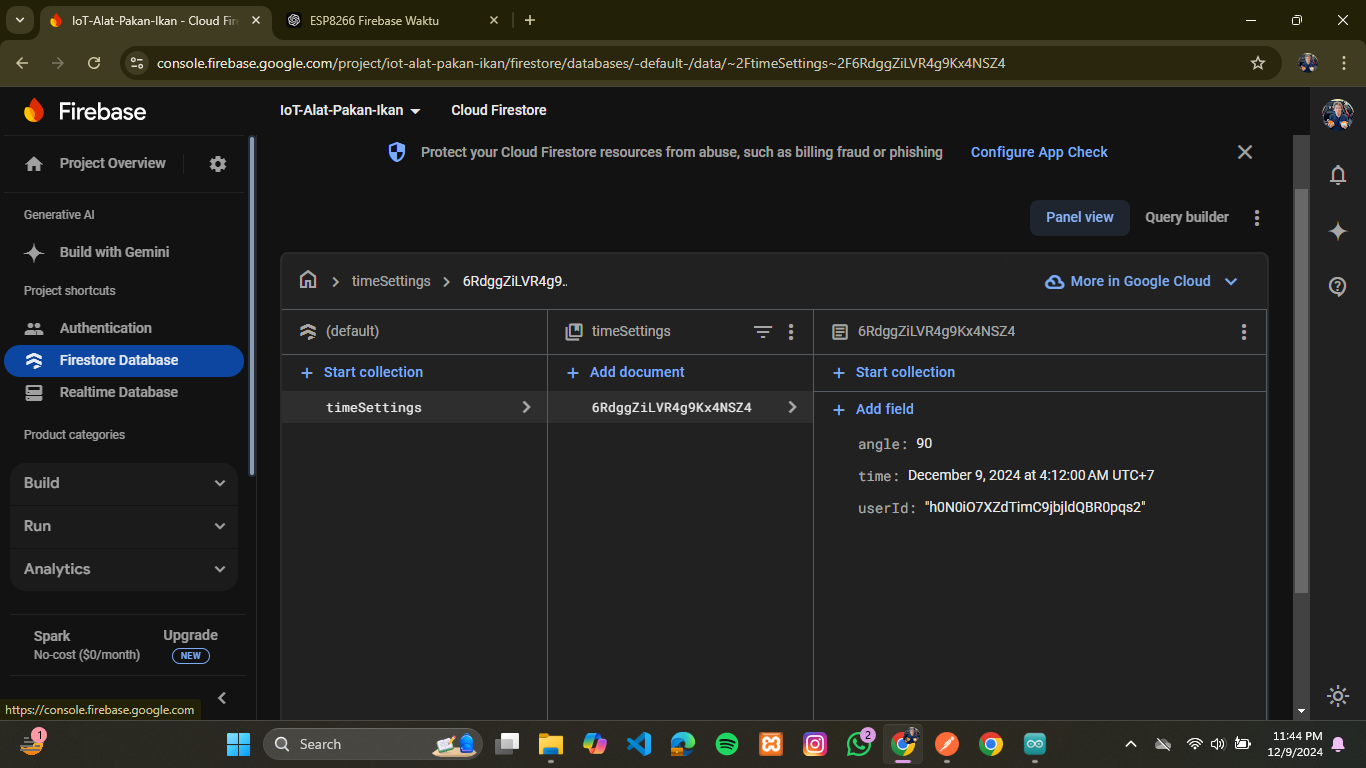 IoT-Alat-Pakan-Ikan - Cloud Fire
ESP8266 Firebase Waktu
console.firebase.google.com/project/iot-alat-pakan-ikan/firestore/databases/-default-/data/~2FtimeSettings~2F6RdggZiLVR4g9Kx4NSZ4
Firebase
IoT-Alat-Pakan-Ikan
Cloud Firestore
Protect your Cloud Firestore resources from abuse, such as billing fraud or phishing
Configure App Check
Project Overview
Generative AI
Build with Gemini
Project shortcuts
Authentication
Firestore Database
Realtime Database
Product categories
Build
Run
Analytics
Spark
No-cost ($0/month)
Upgrade
NEW
https://console.firebase.google.com
Panel view
Query builder
timeSettings
6RdggZiLVR4g9..
More in Google Cloud
(default)
timeSettings
6RdggZiLVR4g9Kx4NSZ4
Start collection
Add document
Start collection
timeSettings
6RdggZiLVR4g9Kx4NSZ4
Add field
angle: 90
time: December 9, 2024 at 4:12:00 AM UTC+7
userId: "h0N0iO7XZdTimC9jbjldQBR0pqs2"
1
Search
2
11:44 PM
12/9/2024